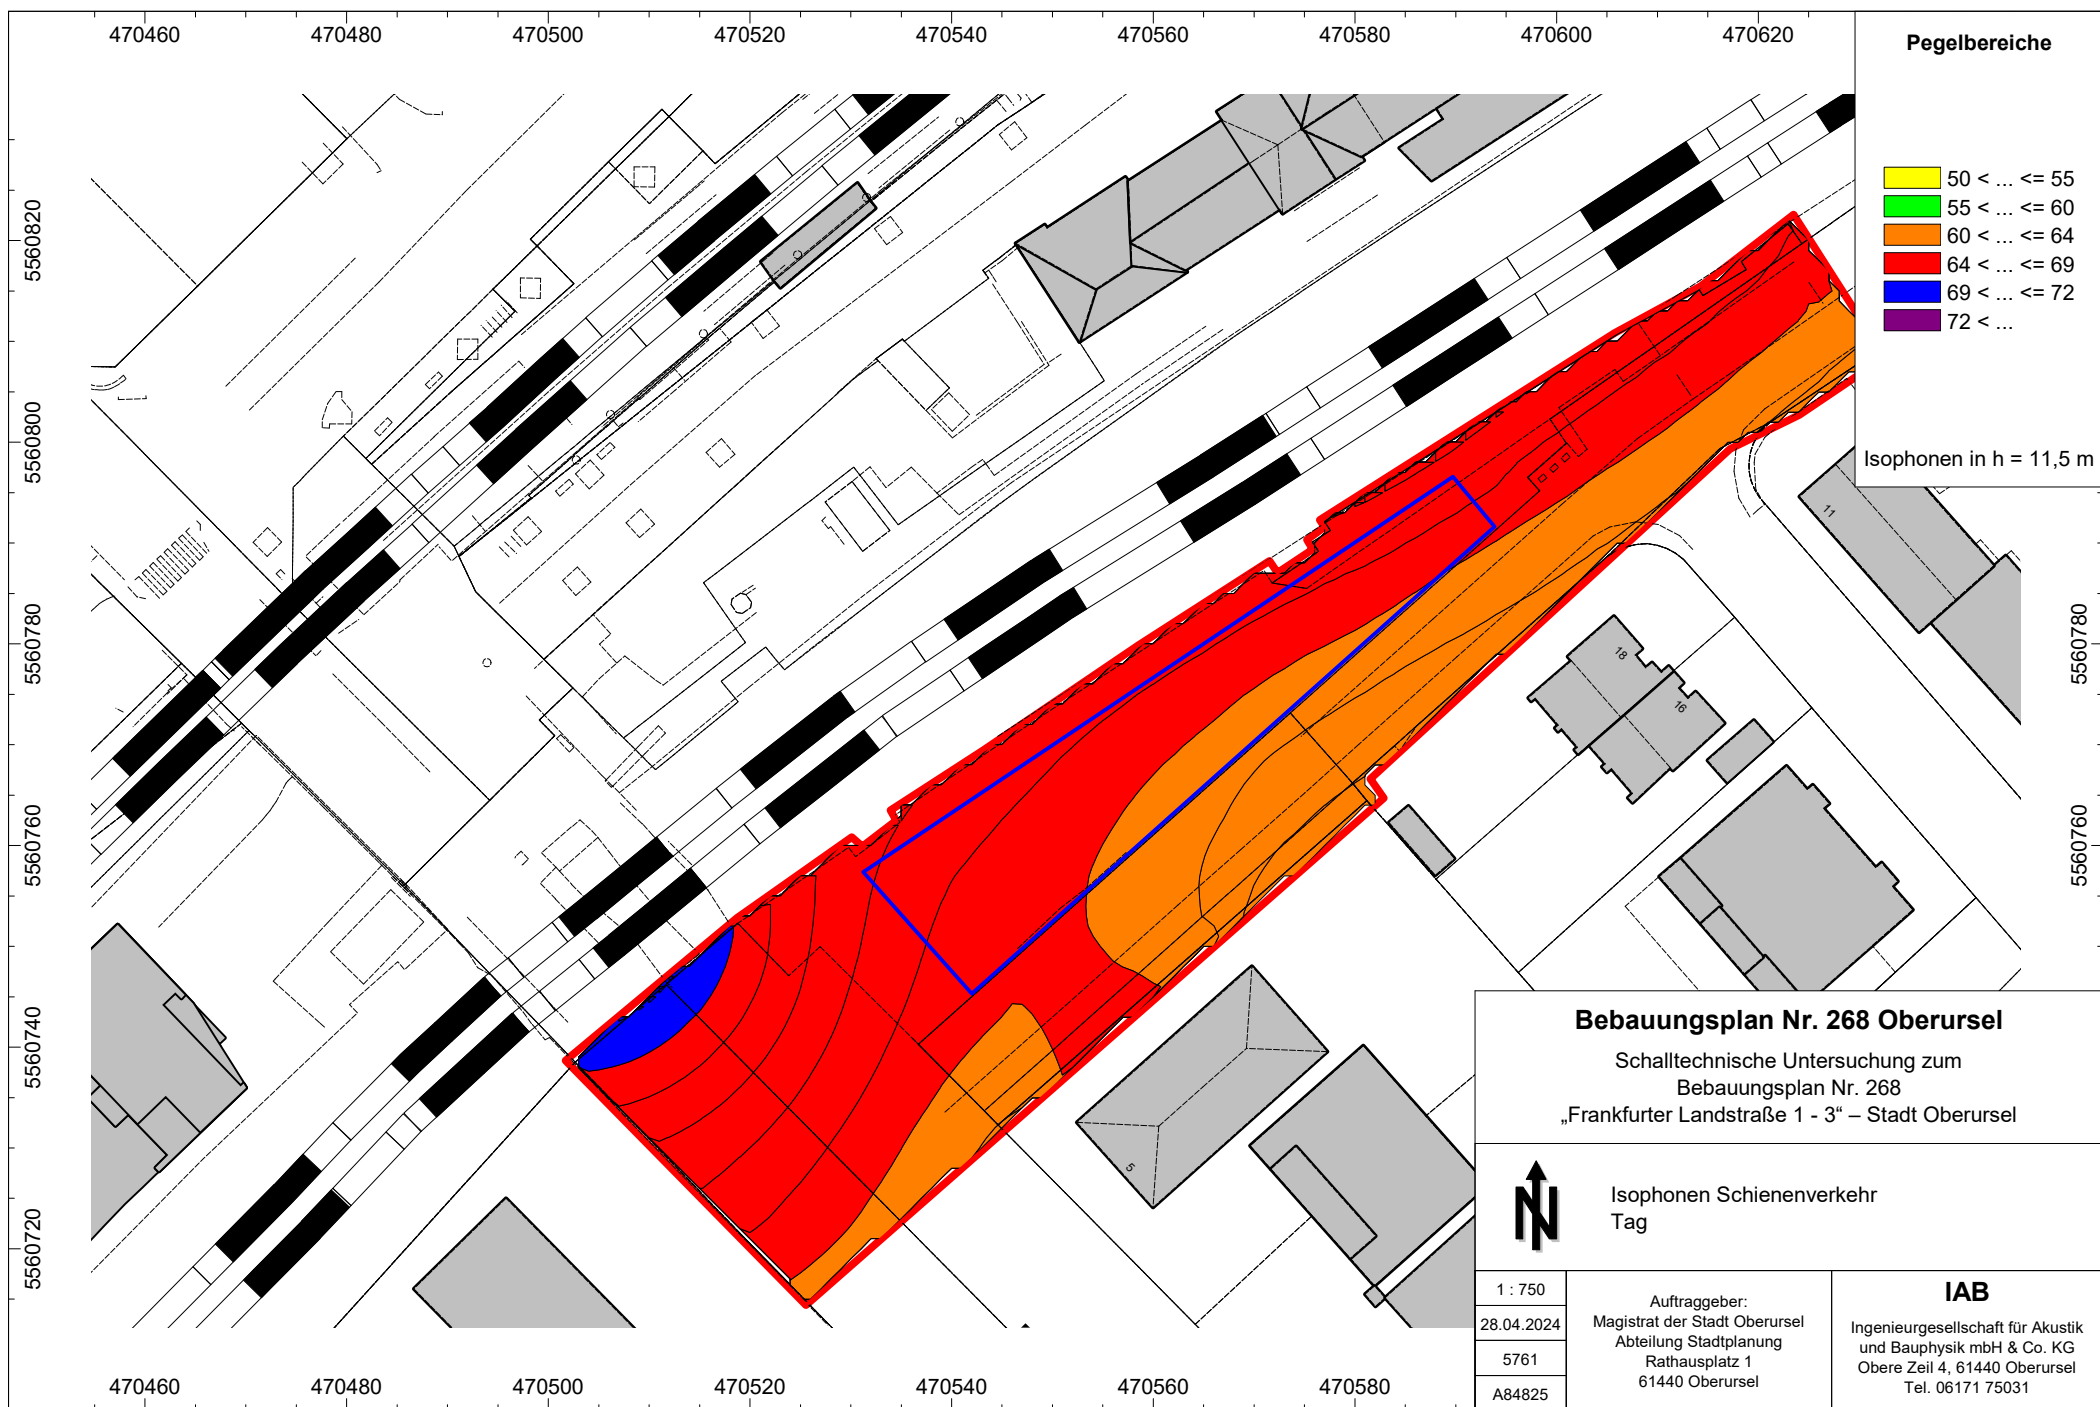 470460 470480 470500 470520 470540 470560 470580 470600 470620
Pegelbereiche
50 < ... <= 55
55 < ... <= 60
60 < ... <= 64
64 < ... <= 69
69 < ... <= 72
72 < ...
Isophonen in h = 11,5 m
5560820
5560800
5560780
5560760
5560740
5560720
5560780
5560760
11
18
16
5
Bebauungsplan Nr. 268 Oberursel
Schalltechnische Untersuchung zum
Bebauungsplan Nr. 268
„Frankfurter Landstraße 1 - 3“ – Stadt Oberursel
N
Isophonen Schienenverkehr
Tag
1 : 750
28.04.2024
5761
A84825
Auftraggeber:
Magistrat der Stadt Oberursel
Abteilung Stadtplanung
Rathausplatz 1
61440 Oberursel
IAB
Ingenieurgesellschaft für Akustik
und Bauphysik mbH & Co. KG
Obere Zeil 4, 61440 Oberursel
Tel. 06171 75031
470460 470480 470500 470520 470540 470560 470580